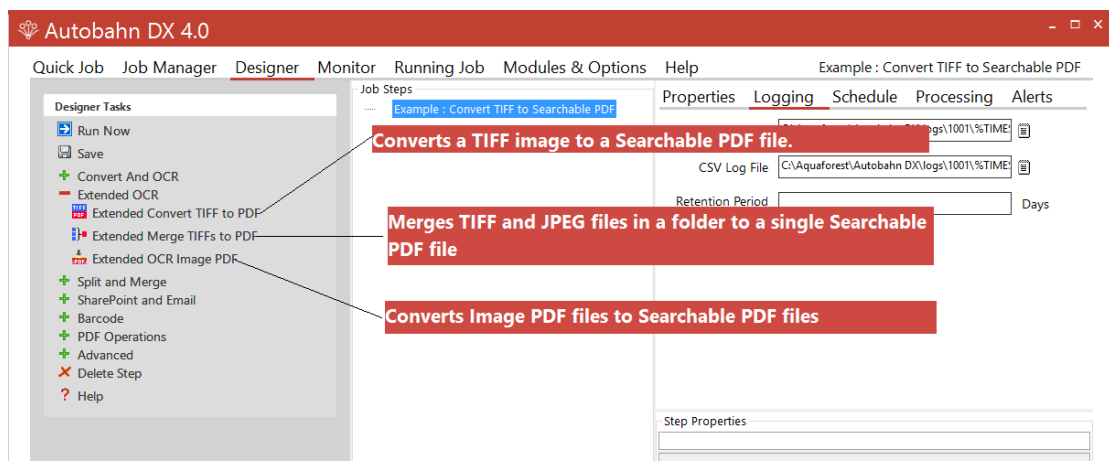 Autobahn DX 4.0
Quick Job Job Manager Designer Monitor Running Job Modules & Options Help Example : Convert TIFF to Searchable PDF
Designer Tasks
Run Now
Save
Convert And OCR
Extended OCR
Extended Convert TIFF to PDF
Extended Merge TIFFs to PDF
Extended OCR Image PDF
Split and Merge
SharePoint and Email
Barcode
PDF Operations
Advanced
Delete Step
Help
Job Steps
Example : Convert TIFF to Searchable PDF
Converts a TIFF image to a Searchable PDF file.
Merges TIFF and JPEG files in a folder to a single Searchable
PDF file
Converts Image PDF files to Searchable PDF files
Properties Logging Schedule Processing Alerts
\logs\1001\%TIME
CSV Log File C:\Aquaforest\Autobahn DX\logs\1001\%TIME
Retention Period Days
Step Properties